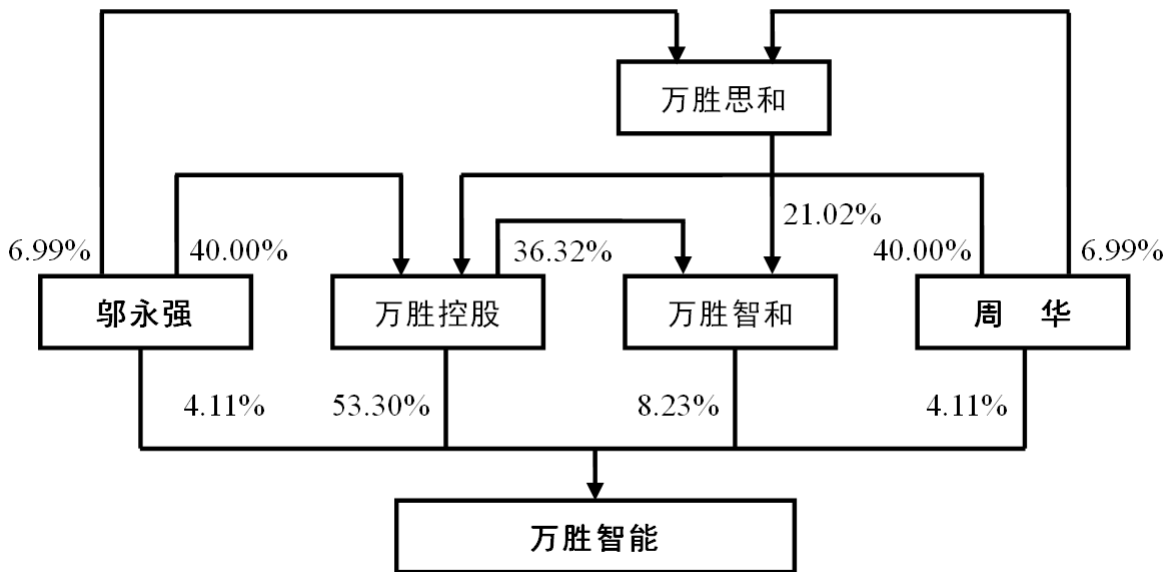 万胜思和
21.02%
6.99%
40.00%
36.32%
40.00%
6.99%
邬永强
万胜控股
万胜智和
周 华
4.11%
53.30%
8.23%
4.11%
万胜智能